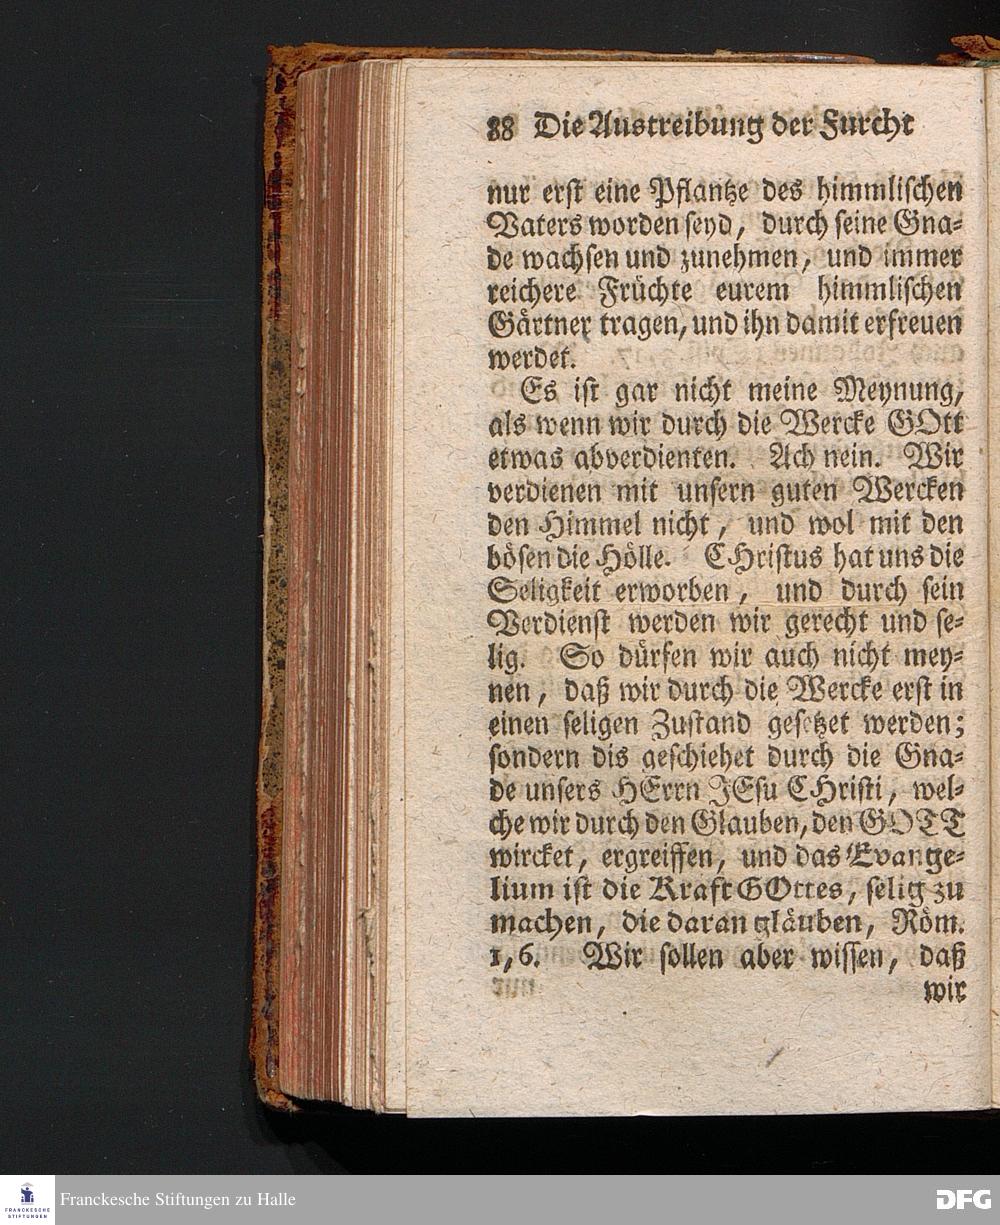 88 Die Austreibung der Furcht
nur erst eine Pflantze des himmlischen
Vaters worden seyd, durch seine Gna-
de wachsen und zunehmen, und immer
reichere Früchte eurem himmlischen
Gärtner tragen, und ihn damit erfreuen
werdet.
Es ist gar nicht meine Meynung,
als wenn wir durch die Wercke GOtt
etwas abverdienten. Ach nein. Wir
verdienen mit unsern guten Wercken
den Himmel nicht, und wol mit den
bösen die Hölle. CHristus hat uns die
Seligkeit erworben, und durch sein
Verdienst werden wir gerecht und se-
lig. So dürfen wir auch nicht mey-
nen, daß wir durch die Wercke erst in
einen seligen Zustand gesetzet werden;
sondern dis geschiehet durch die Gna-
de unsers HErrn JEsu CHristi, wel-
che wir durch den Glauben, den GOTT
wircket, ergreiffen, und das Evange-
lium ist die Kraft GOttes, selig zu
machen, die daran gläuben, Röm.
1, 6. Wir sollen aber wissen, daß
wir
FRANCKESCHE
STIFTUNGEN
Franckesche Stiftungen zu Halle
DFG